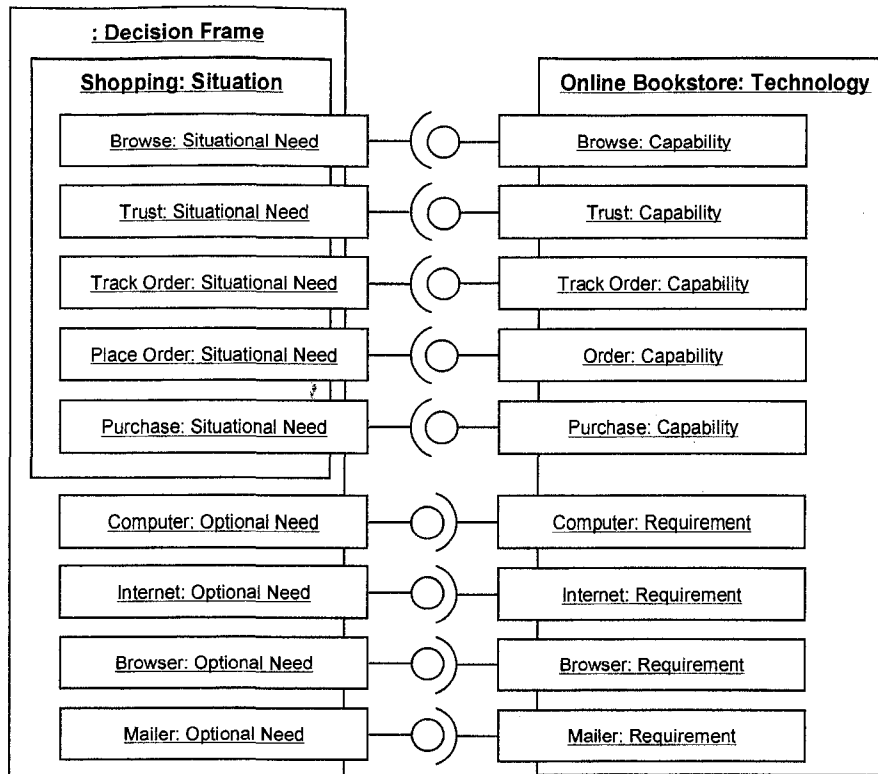 : Decision Frame
Shopping: Situation
Online Bookstore: Technology
Browse: Situational Need
Browse: Capability
Trust: Situational Need
Trust: Capability
Track Order: Situational Need
Track Order: Capability
Place Order: Situational Need
Order: Capability
Purchase: Situational Need
Purchase: Capability
Computer: Optional Need
Computer: Requirement
Internet: Optional Need
Internet: Requirement
Browser: Optional Need
Browser: Requirement
Mailer: Optional Need
Mailer: Requirement